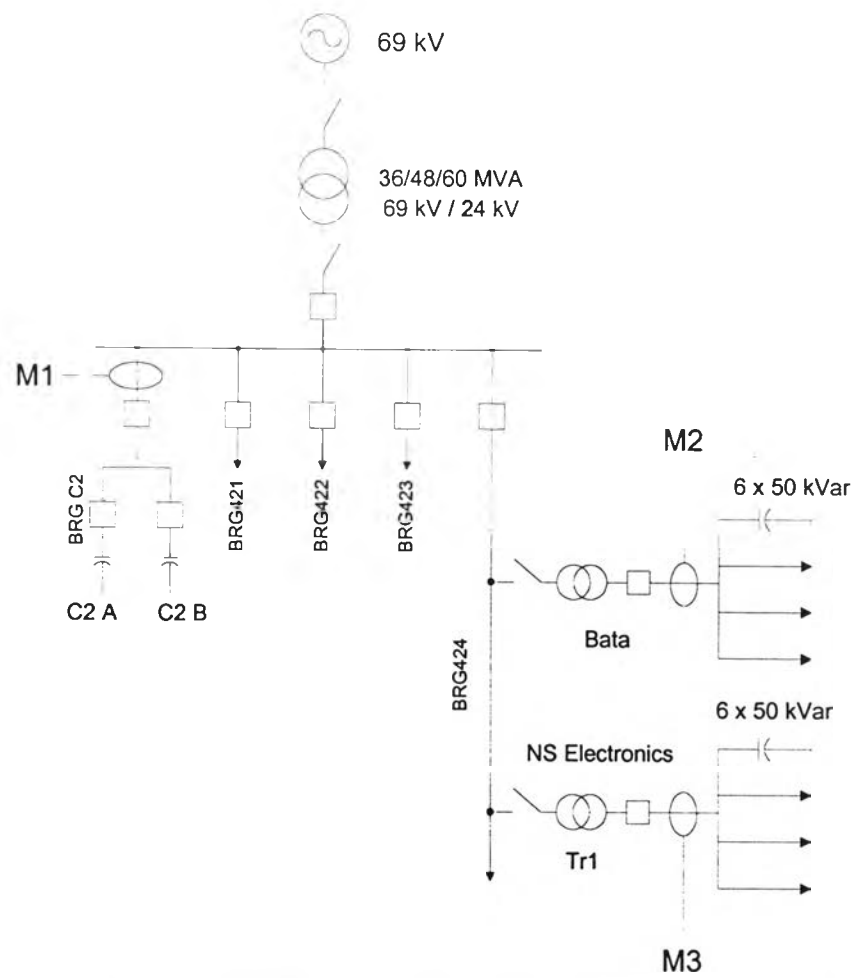 69 kV
36/48/60 MVA
69 kV / 24 kV
M1
M2
6 x 50 kVar
BRG C2
BRG421
BRG422
BRG423
C2 A
C2 B
Bata
BRG424
6 x 50 kVar
NS Electronics
Tr1
M3